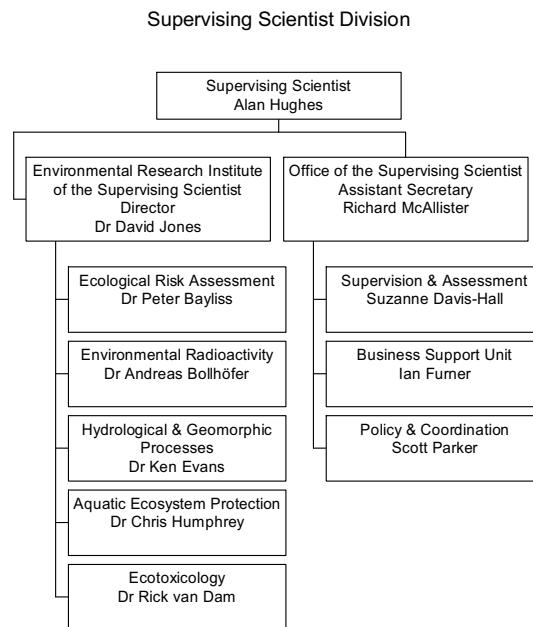 Supervising Scientist Division
Supervising Scientist
Alan Hughes
Environmental Research Institute
of the Supervising Scientist
Director
Dr David Jones
Office of the Supervising Scientist
Assistant Secretary
Richard McAllister
Ecological Risk Assessment
Dr Peter Bayliss
Environmental Radioactivity
Dr Andreas Bollhöfer
Hydrological & Geomorphic
Processes
Dr Ken Evans
Aquatic Ecosystem Protection
Dr Chris Humphrey
Ecotoxicology
Dr Rick van Dam
Supervision & Assessment
Suzanne Davis-Hall
Business Support Unit
Ian Furner
Policy & Coordination
Scott Parker